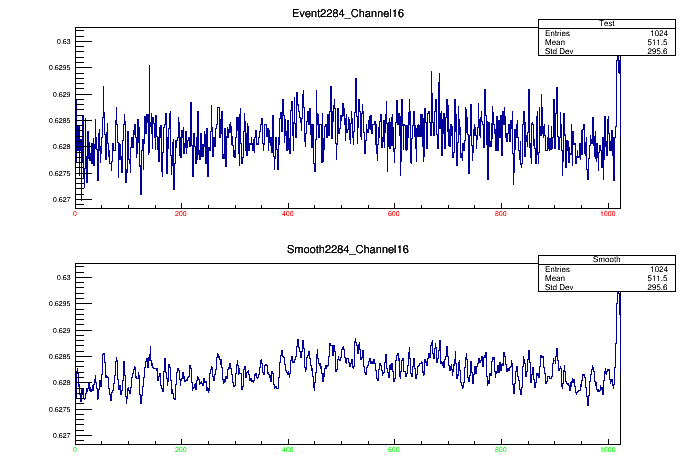 Event2284_Channel16
Test
Entries 1024
Mean 511.5
Std Dev 295.6
0.63
0.6295
0.629
0.6285
0.628
0.6275
0.627
0 200 400 600 800 1000
Smooth2284_Channel16
Smooth
Entries 1024
Mean 511.5
Std Dev 295.6
0.63
0.6295
0.629
0.6285
0.628
0.6275
0.627
0 200 400 600 800 1000